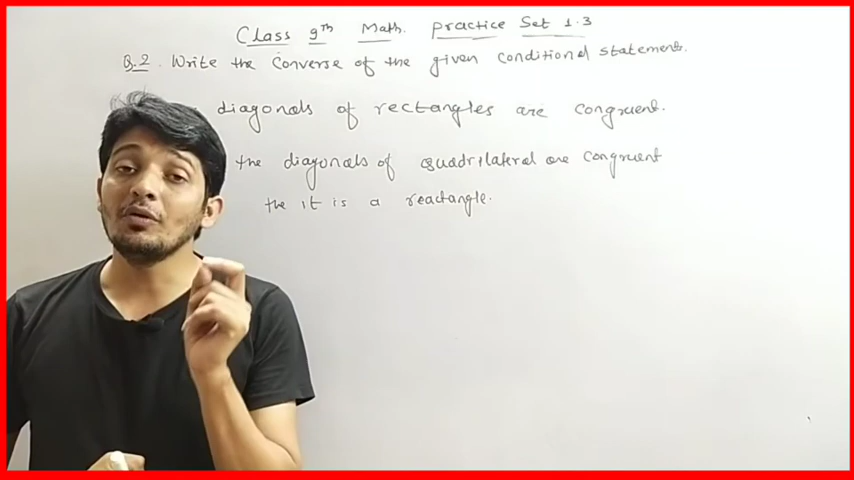 Class 9th Math. Practice Set 1.3
Q.2 Write the Converse of the given conditional statements.
diagonals of rectangles are congruent.
the diagonals of quadrilateral are congruent
the it is a reactangle.